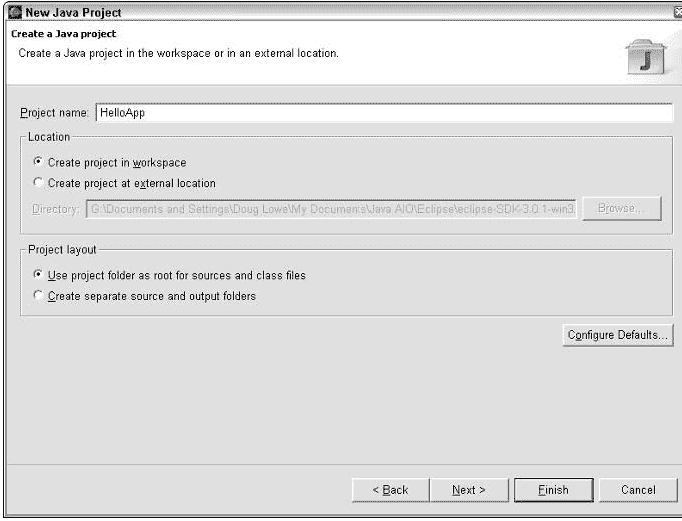 New Java Project
Create a Java project
Create a Java project in the workspace or in an external location.
J
Project name: HelloApp
Location
Create project in workspace
Create project at external location
Directory: G:\Documents and Settings\Doug Lowe\My Documents\Java AIO\Eclipse\eclipse-SDK-3.0.1-win3 Browse...
Project layout
Use project folder as root for sources and class files
Create separate source and output folders
Configure Defaults...
< Back Next > Finish Cancel